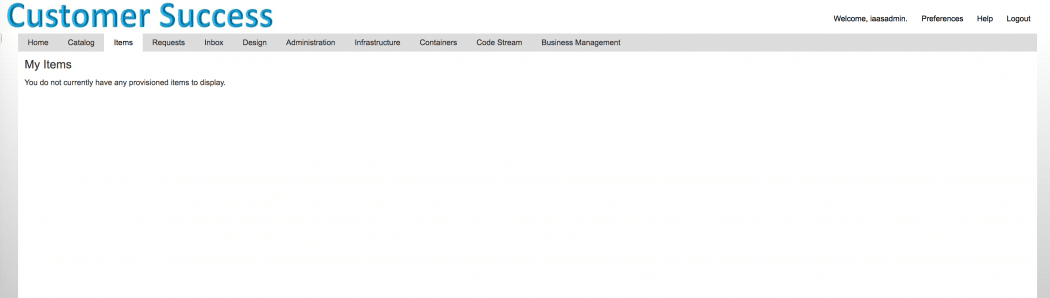 Customer Success
Welcome, iaasadmin. Preferences Help Logout
Home Catalog Items Requests Inbox Design Administration Infrastructure Containers Code Stream Business Management
My Items
You do not currently have any provisioned items to display.